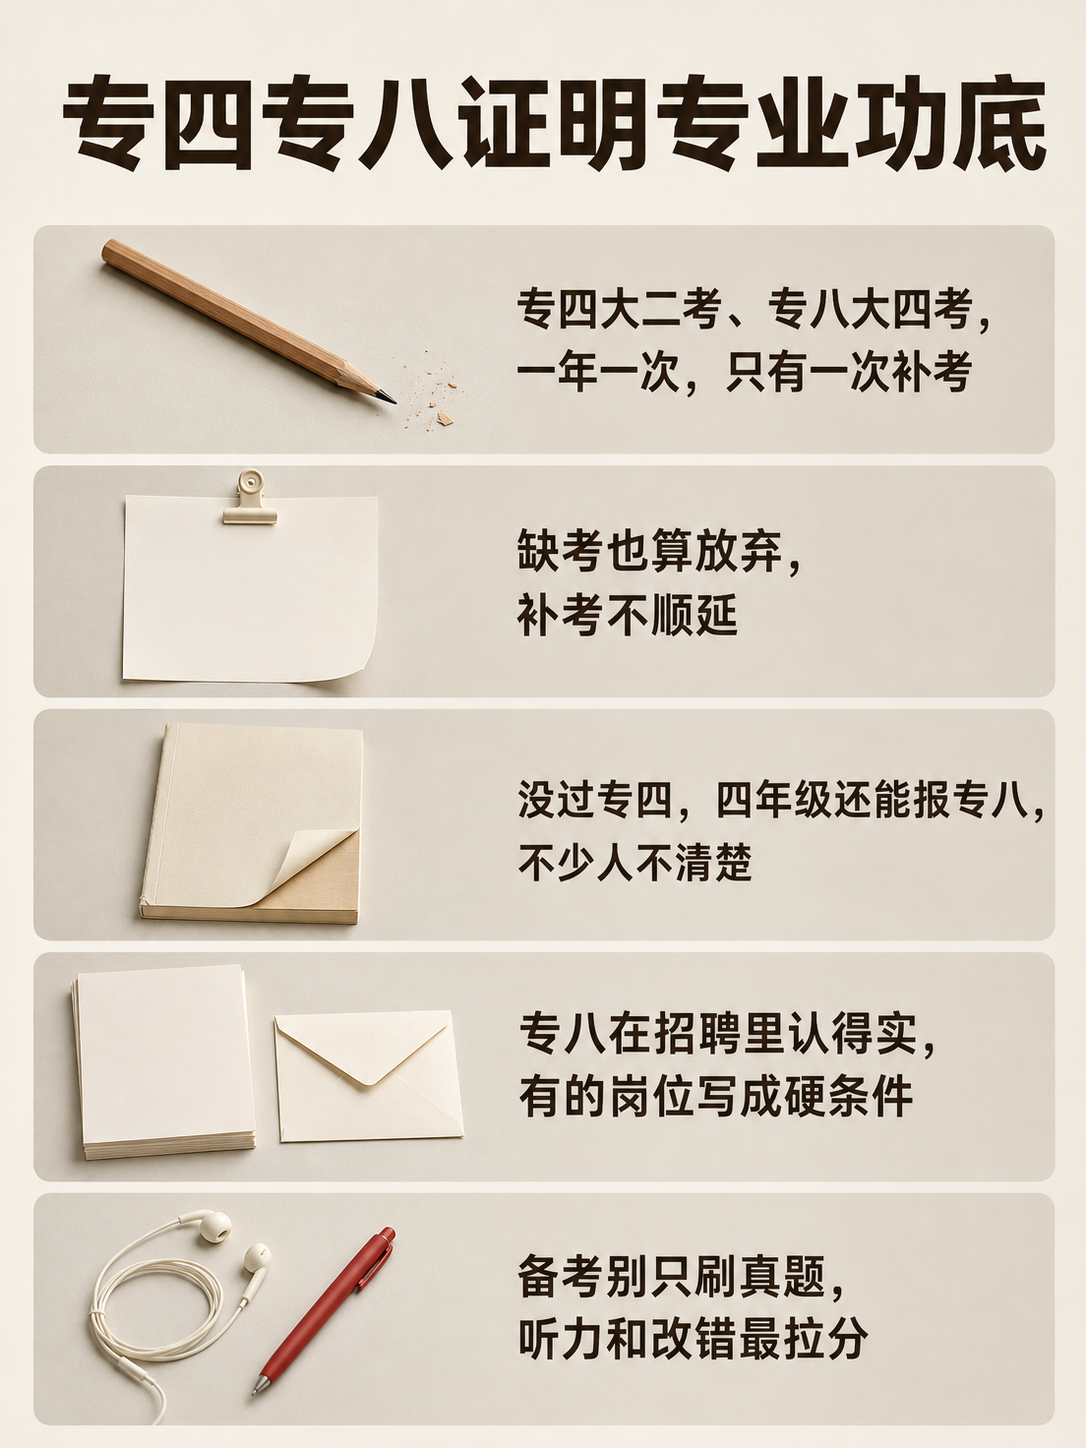 专四专八证明专业功底
专四大二考、专八大四考，
一年一次，只有一次补考
缺考也算放弃，
补考不顺延
没过专四，四年级还能报专八，
不少人不清楚
专八在招聘里认得实，
有的岗位写成硬条件
备考别只刷真题，
听力和改错最拉分